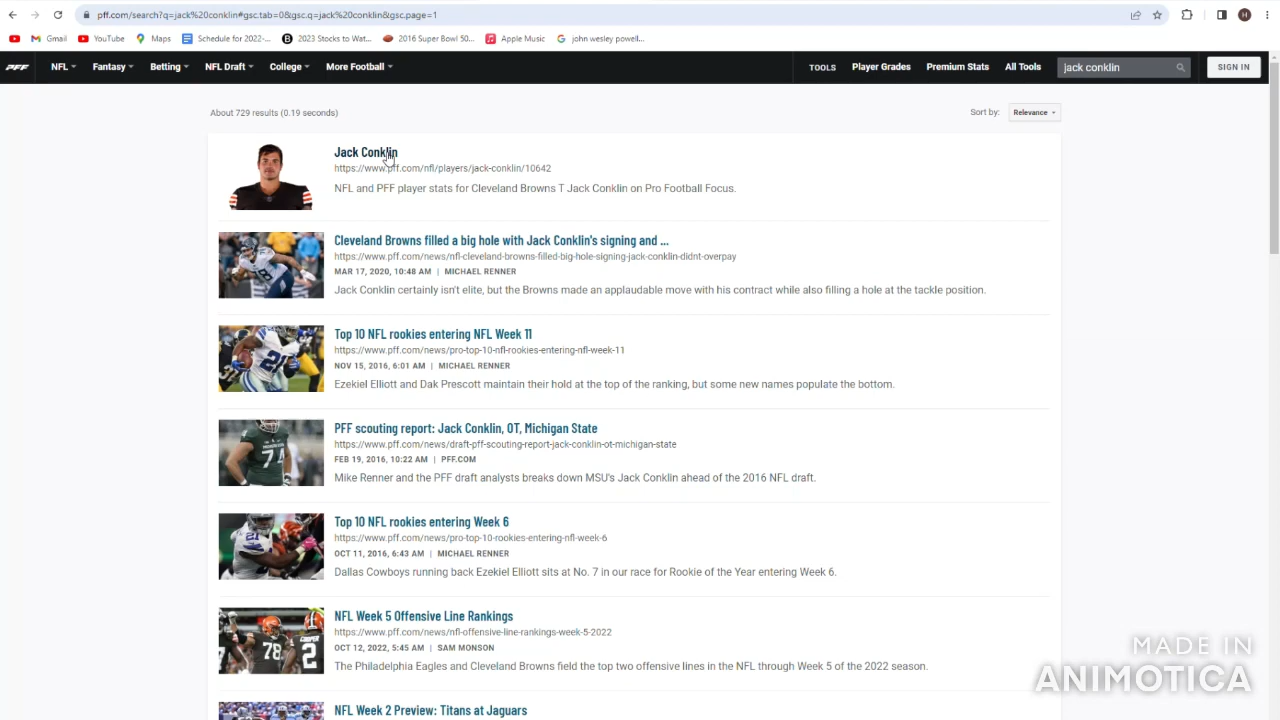 pff.com/search?q=jack%20conklin#gsc.tab=0&gsc.q=jack%20conklin&gsc.page=1
H
Gmail YouTube Maps Schedule for 2022-... 2023 Stocks to Wat... 2016 Super Bowl 50... Apple Music john wesley powell...
PFF NFL Fantasy Betting NFL Draft College More Football TOOLS Player Grades Premium Stats All Tools jack conklin SIGN IN
About 729 results (0.19 seconds) Sort by: Relevance
Jack Conklin
https://www.pff.com/nfl/players/jack-conklin/10642
NFL and PFF player stats for Cleveland Browns T Jack Conklin on Pro Football Focus.
Cleveland Browns filled a big hole with Jack Conklin's signing and ...
https://www.pff.com/news/nfl-cleveland-browns-filled-big-hole-signing-jack-conklin-didnt-overpay
MAR 17, 2020, 10:48 AM | MICHAEL RENNER
Jack Conklin certainly isn't elite, but the Browns made an applaudable move with his contract while also filling a hole at the tackle position.
Top 10 NFL rookies entering NFL Week 11
https://www.pff.com/news/pro-top-10-nfl-rookies-entering-nfl-week-11
NOV 15, 2016, 6:01 AM | MICHAEL RENNER
Ezekiel Elliott and Dak Prescott maintain their hold at the top of the ranking, but some new names populate the bottom.
PFF scouting report: Jack Conklin, OT, Michigan State
https://www.pff.com/news/draft-pff-scouting-report-jack-conklin-ot-michigan-state
FEB 19, 2016, 10:22 AM | PFF.COM
Mike Renner and the PFF draft analysts breaks down MSU's Jack Conklin ahead of the 2016 NFL draft.
74
Top 10 NFL rookies entering Week 6
https://www.pff.com/news/pro-top-10-rookies-entering-nfl-week-6
OCT 11, 2016, 6:43 AM | MICHAEL RENNER
Dallas Cowboys running back Ezekiel Elliott sits at No. 7 in our race for Rookie of the Year entering Week 6.
21
NFL Week 5 Offensive Line Rankings
https://www.pff.com/news/nfl-offensive-line-rankings-week-5-2022
OCT 12, 2022, 5:45 AM | SAM MONSON
The Philadelphia Eagles and Cleveland Browns field the top two offensive lines in the NFL through Week 5 of the 2022 season.
78
COOPER
2
NFL Week 2 Preview: Titans at Jaguars
MADE IN
ANIMOTICA